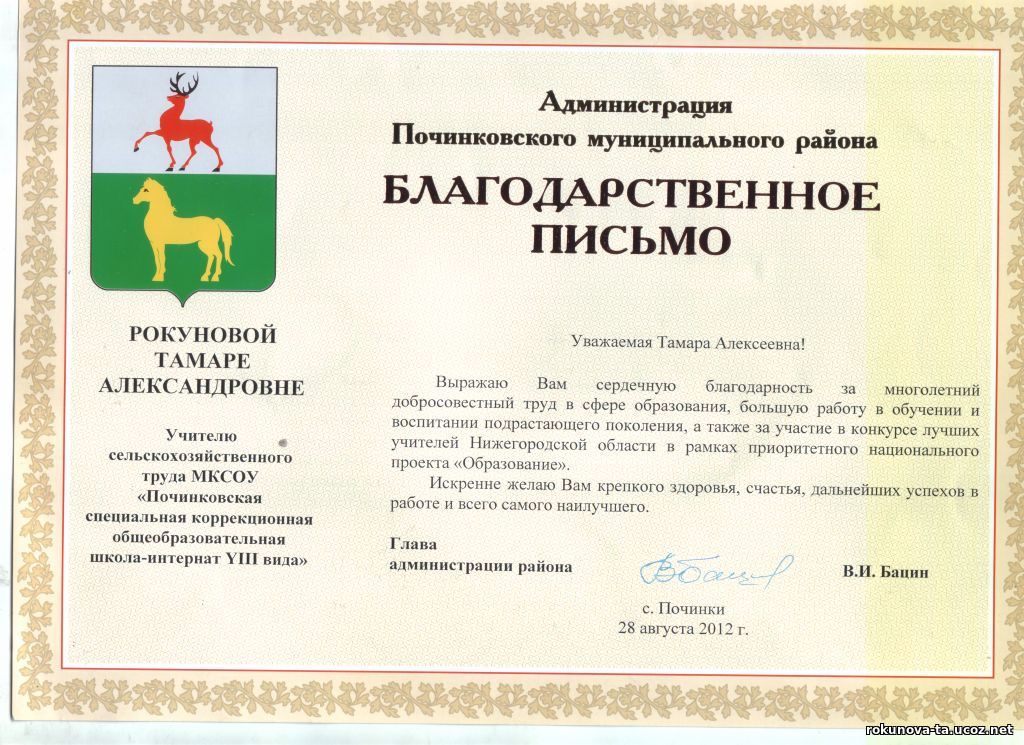 Администрация
Починковского муниципального района
БЛАГОДАРСТВЕННОЕ
ПИСЬМО
РОКУНОВОЙ
ТАМАРЕ
АЛЕКСАНДРОВНЕ
Учителю
сельскохозяйственного
труда МКСОУ
«Починковская
специальная коррекционная
общеобразовательная
школа-интернат YIII вида»
Уважаемая Тамара Алексеевна!
Выражаю Вам сердечную благодарность за многолетний
добросовестный труд в сфере образования, большую работу в обучении и
воспитании подрастающего поколения, а также за участие в конкурсе лучших
учителей Нижегородской области в рамках приоритетного национального
проекта «Образование».
Искренне желаю Вам крепкого здоровья, счастья, дальнейших успехов в
работе и всего самого наилучшего.
Глава
администрации района
В.И. Бацин
с. Починки
28 августа 2012 г.
rokunova-ta.ucoz.net